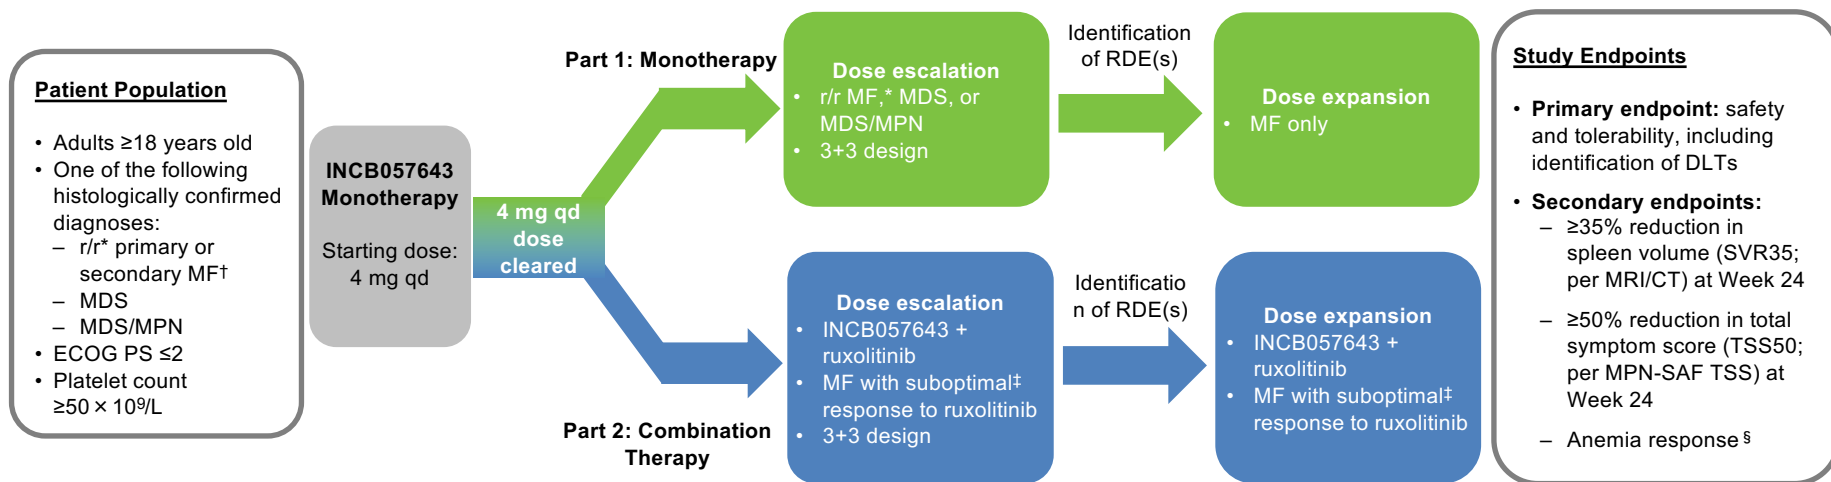 Patient Population
• Adults ≥18 years old
• One of the following
histologically confirmed
diagnoses:
– r/r* primary or
secondary MF†
– MDS
– MDS/MPN
• ECOG PS ≤2
• Platelet count
≥50 × 10⁹/L
INCB057643
Monotherapy
Starting dose:
4 mg qd
4 mg qd
dose
cleared
Part 1: Monotherapy
Dose escalation
• r/r MF,* MDS, or
MDS/MPN
• 3+3 design
Identification
of RDE(s)
Dose expansion
• MF only
Part 2: Combination
Therapy
Dose escalation
• INCB057643 +
ruxolitinib
• MF with suboptimal‡
response to ruxolitinib
• 3+3 design
Identificatio
n of RDE(s)
Dose expansion
• INCB057643 +
ruxolitinib
• MF with suboptimal‡
response to ruxolitinib
Study Endpoints
• Primary endpoint: safety
and tolerability, including
identification of DLTs
• Secondary endpoints:
– ≥35% reduction in
spleen volume (SVR35;
per MRI/CT) at Week 24
– ≥50% reduction in total
symptom score (TSS50;
per MPN-SAF TSS) at
Week 24
– Anemia response§